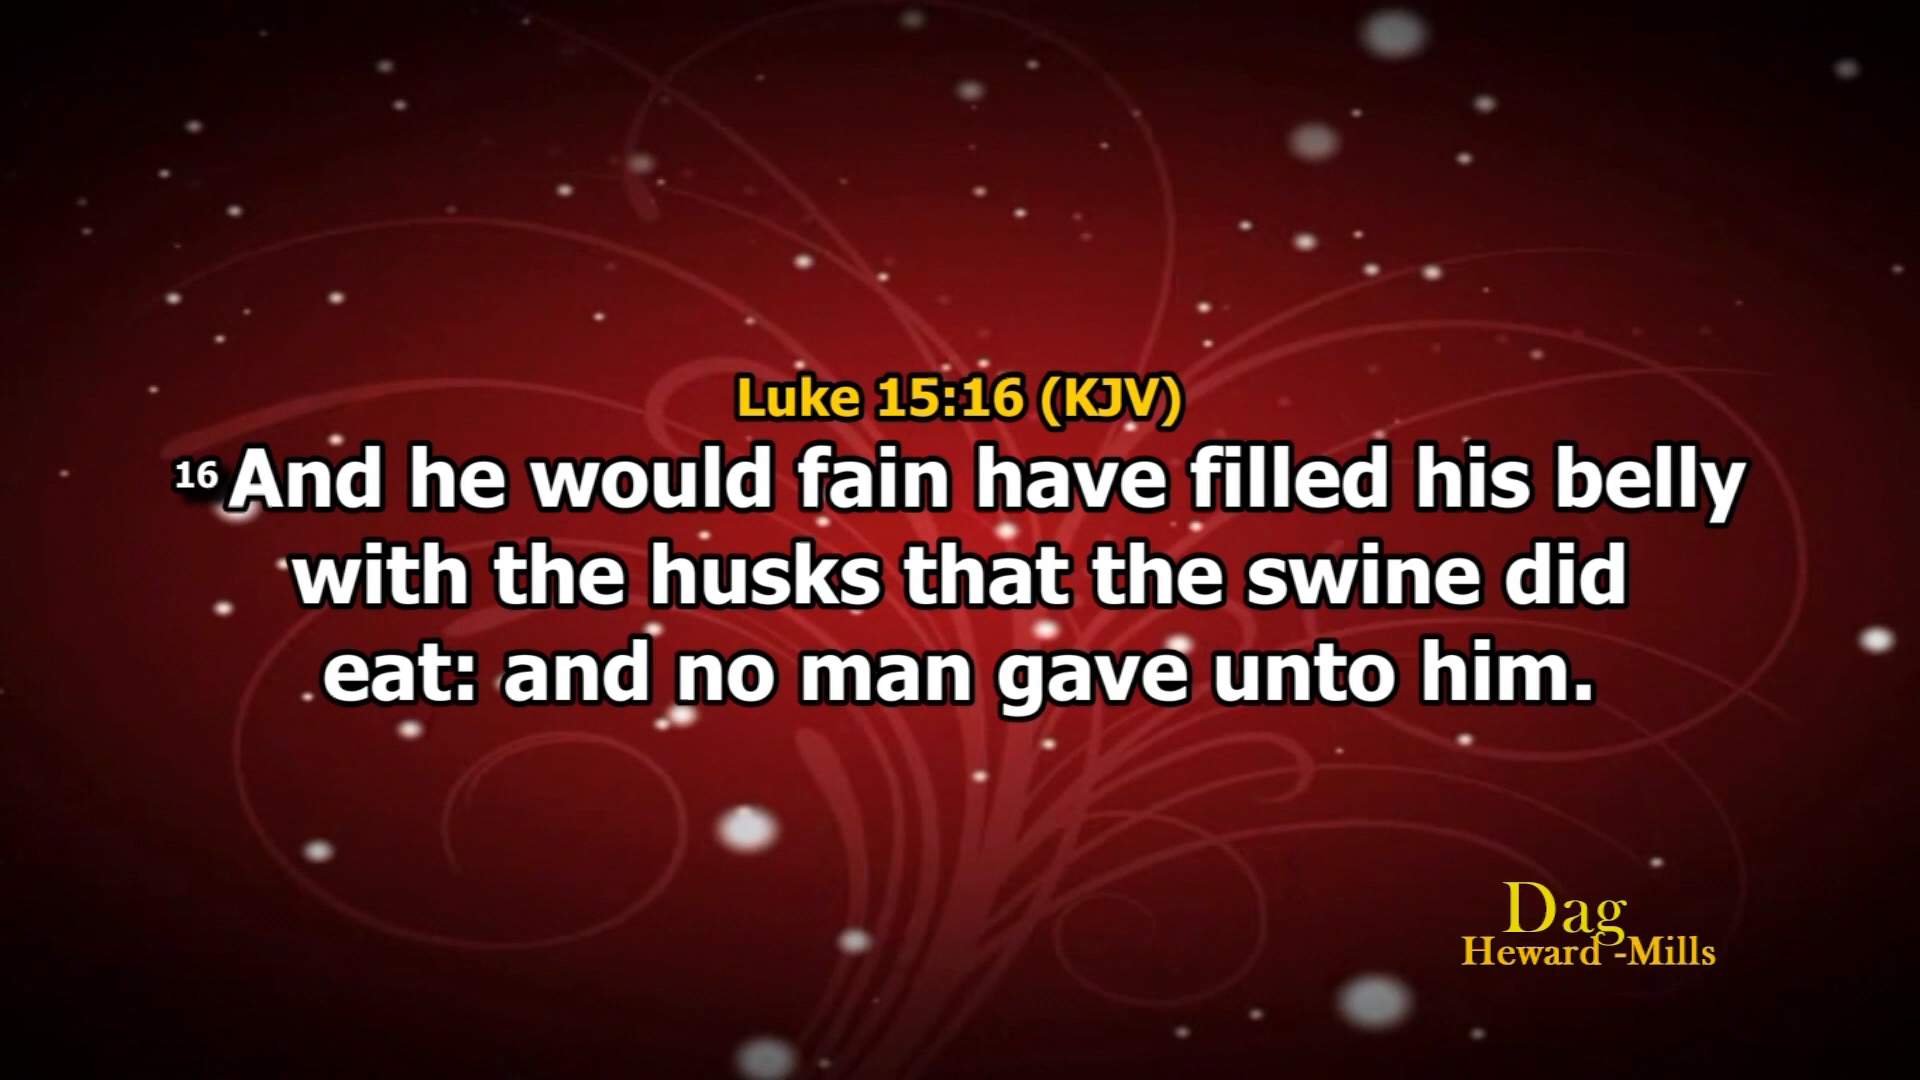 Luke 15:16 (KJV)
16 And he would fain have filled his belly
with the husks that the swine did
eat: and no man gave unto him.
Dag
Heward -Mills